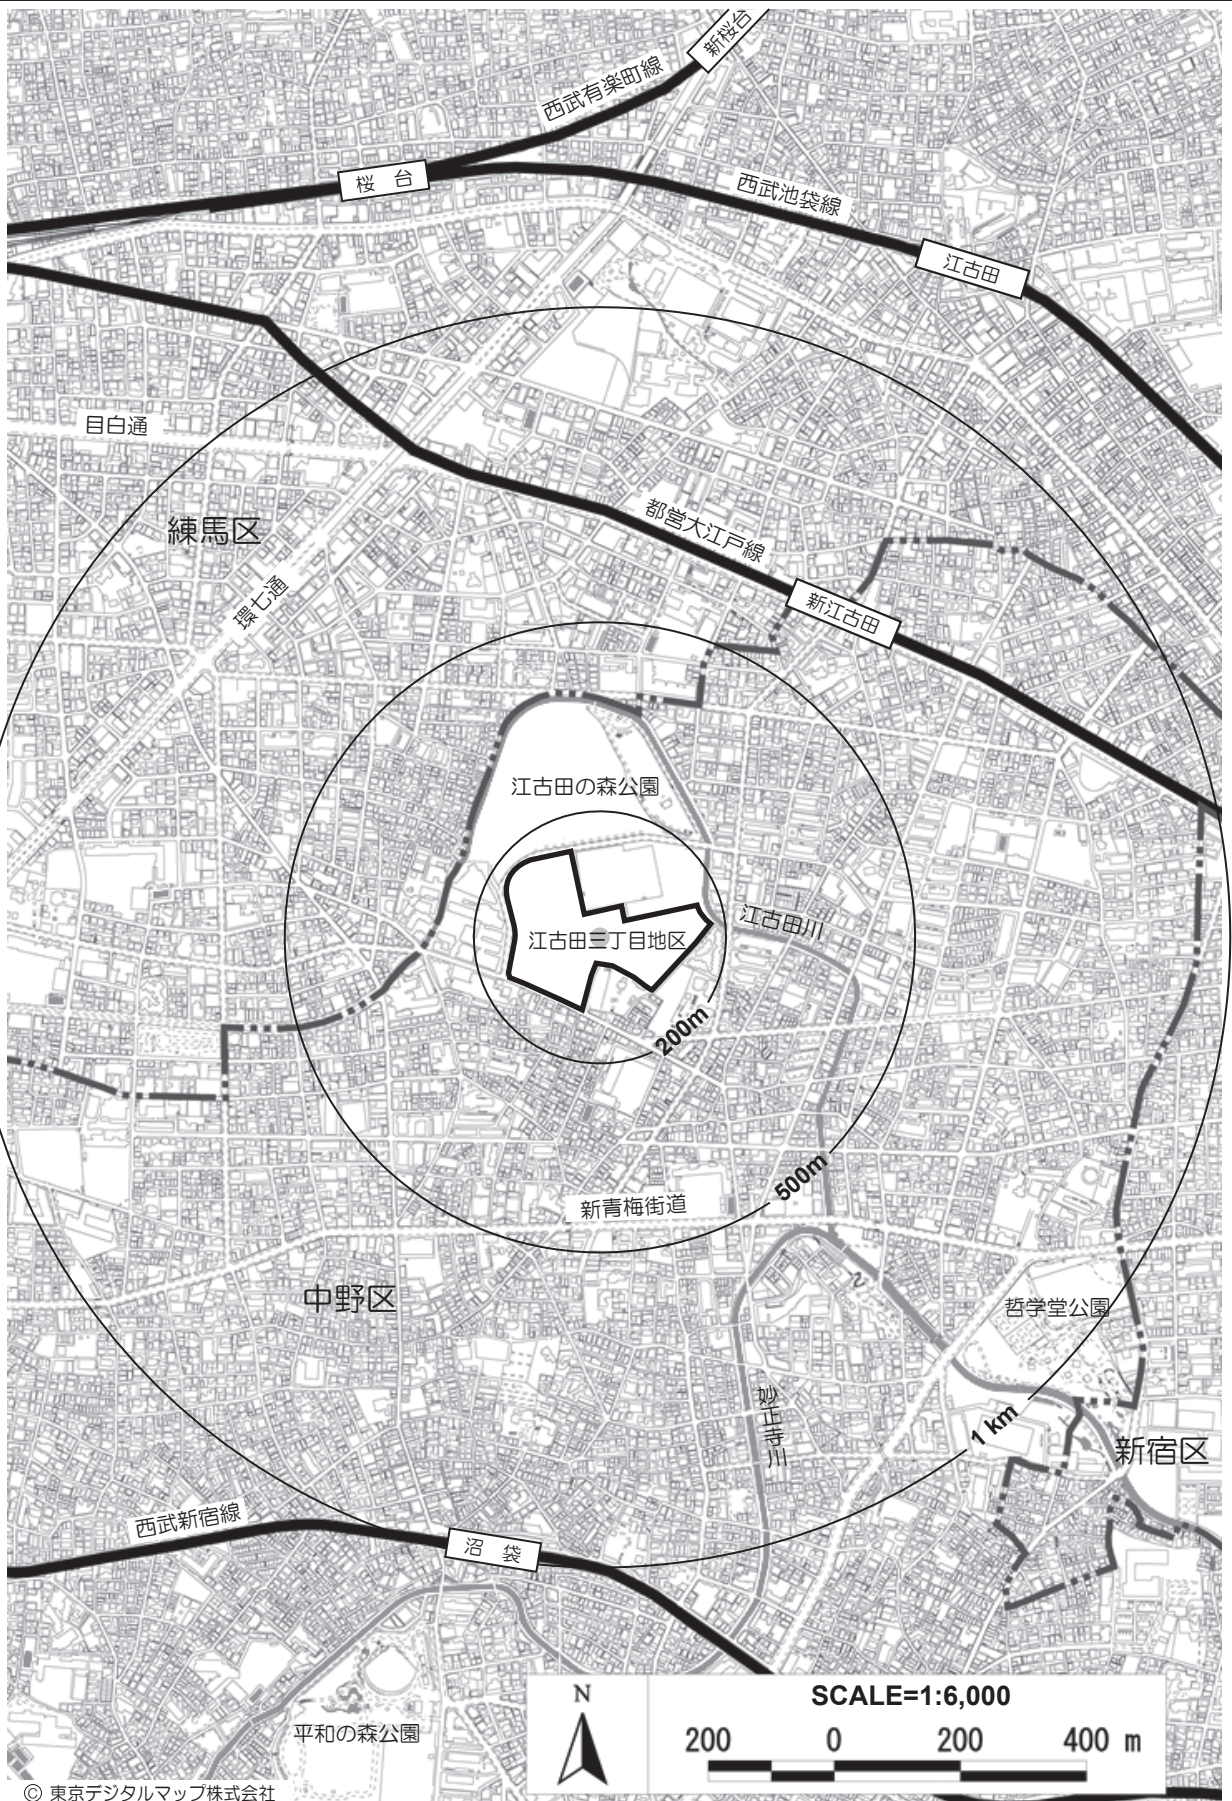 新桜台
西武有楽町線
桜 台
西武池袋線
江古田
目白通
都営大江戸線
練馬区
環七通
新江古田
江古田の森公園
江古田川
江古田三丁目地区
200m
500m
新青梅街道
中野区
哲学堂公園
妙正寺川
1 km
新宿区
西武新宿線
沼 袋
平和の森公園
N
SCALE=1:6,000
200 0 200 400 m
© 東京デジタルマップ株式会社